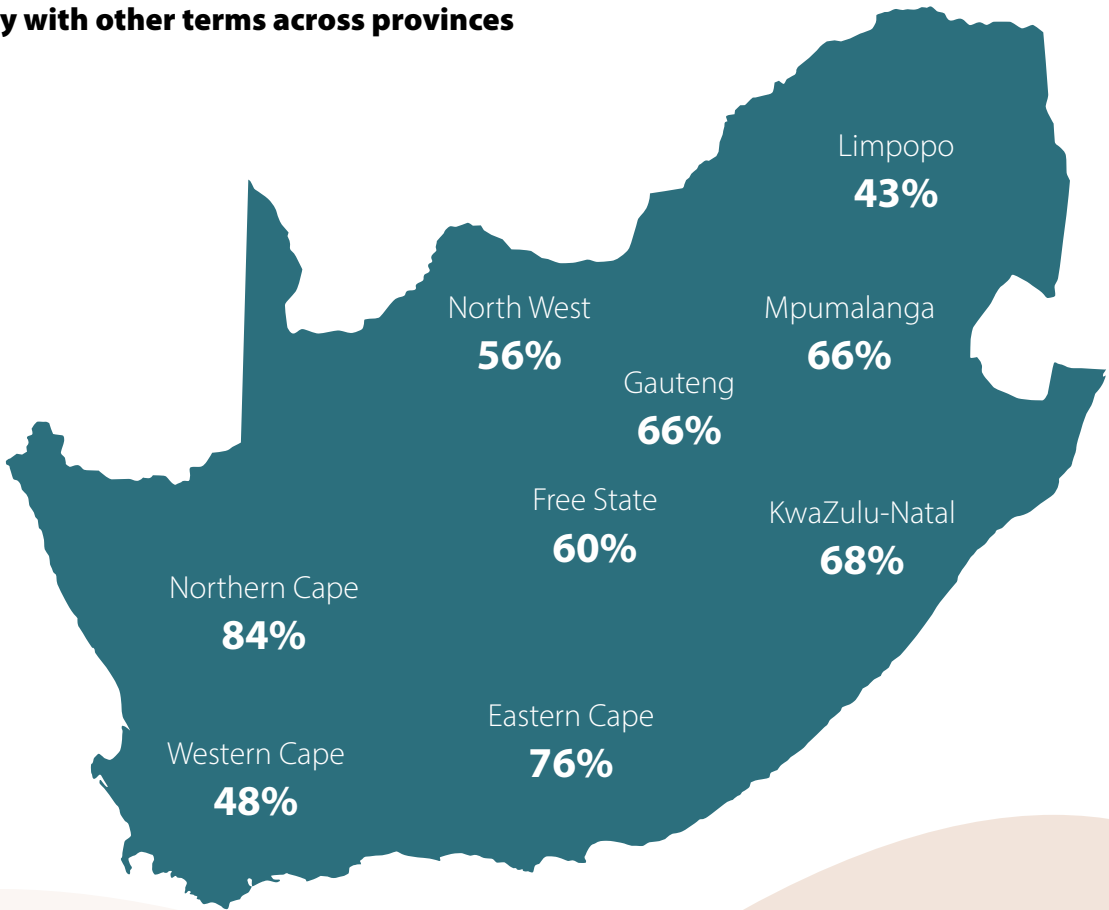 y with other terms across provinces
Limpopo
43%
North West
56%
Mpumalanga
66%
Gauteng
66%
Free State
60%
KwaZulu-Natal
68%
Northern Cape
84%
Eastern Cape
76%
Western Cape
48%